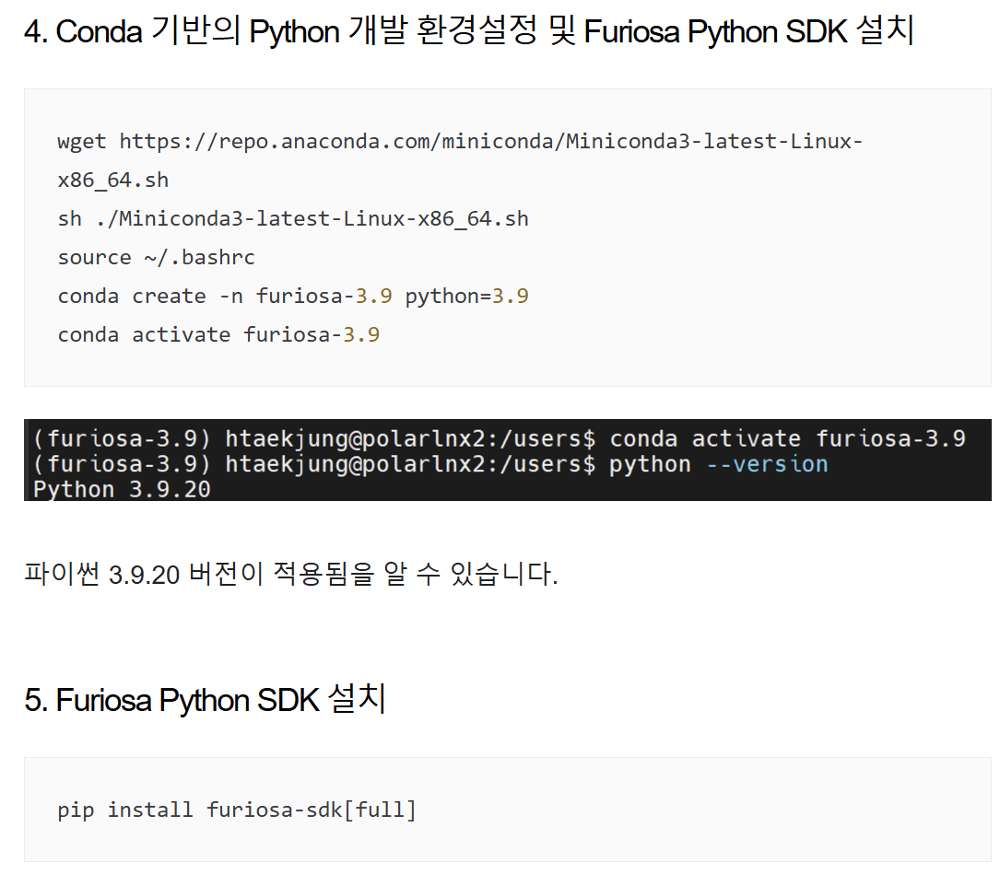 4. Conda 기반의 Python 개발 환경설정 및 Furiosa Python SDK 설치
wget https://repo.anaconda.com/miniconda/Miniconda3-latest-Linux-
x86_64.sh
sh ./Miniconda3-latest-Linux-x86_64.sh
source ~/.bashrc
conda create -n furiosa-3.9 python=3.9
conda activate furiosa-3.9
(furiosa-3.9) htaekjung@polarlnx2:/users$ conda activate furiosa-3.9
(furiosa-3.9) htaekjung@polarlnx2:/users$ python --version
Python 3.9.20
파이썬 3.9.20 버전이 적용됨을 알 수 있습니다.
5. Furiosa Python SDK 설치
pip install furiosa-sdk[full]